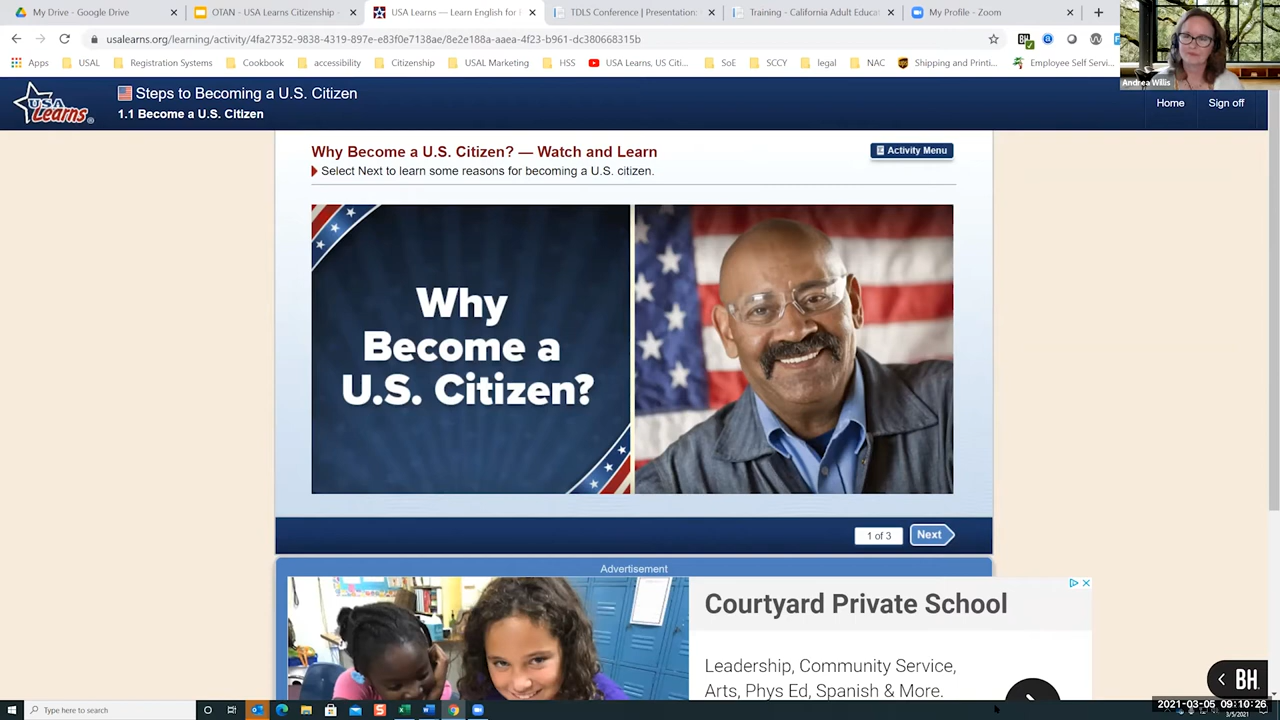 My Drive - Google Drive
OTAN - USA Learns Citizenship -
USA Learns — Learn English for
TDLS Conference | Presentation:
Training - California Adult Educ
My Profile - Zoom
usalearns.org/learning/activity/4fa27352-9838-4319-897e-e83f0e7138ae/8e2e188a-aaea-4f23-b961-dc380668315b
BH
Apps
USAL
Registration Systems
Cookbook
accessibility
Citizenship
USAL Marketing
HSS
USA Learns, US Citi...
SoE
SCCY
legal
NAC
Shipping and Printi...
Employee Self Servi...
Andrea Willis
USA
Learns
Steps to Becoming a U.S. Citizen
1.1 Become a U.S. Citizen
Home
Sign off
Why Become a U.S. Citizen? — Watch and Learn
Activity Menu
Select Next to learn some reasons for becoming a U.S. citizen.
Why
Become a
U.S. Citizen?
1 of 3
Next
Advertisement
Courtyard Private School
Leadership, Community Service,
Arts, Phys Ed, Spanish & More.
BH
Type here to search
2021-03-05 09:10:26
3/5/2021